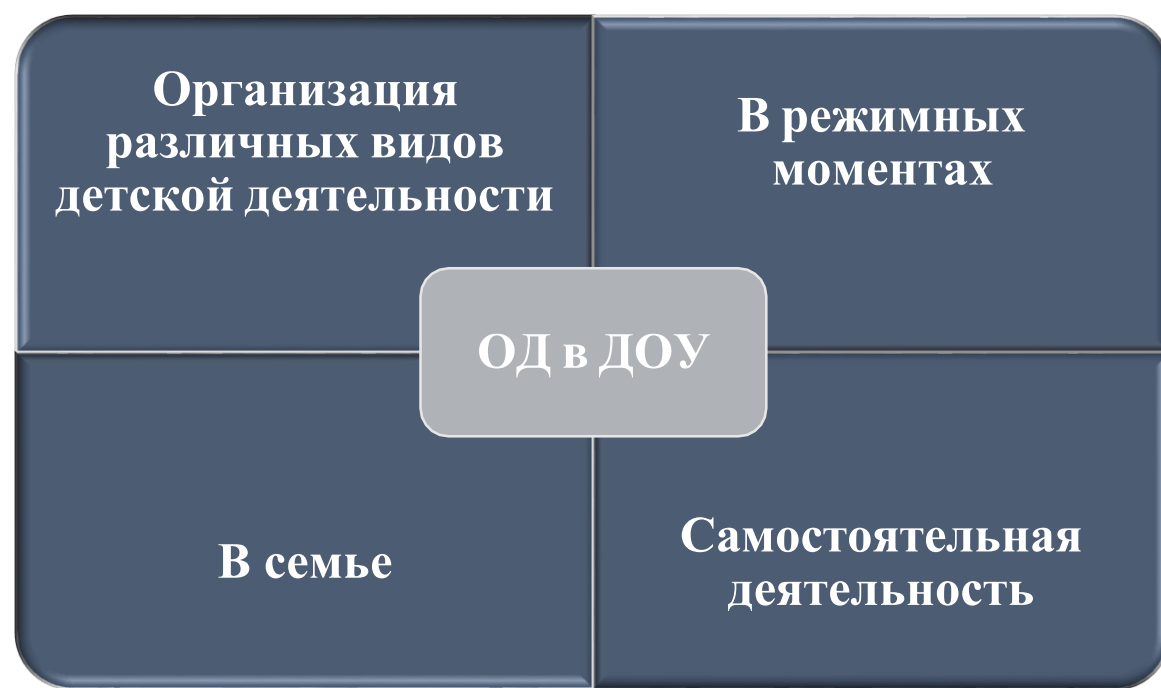 Организация
различных видов
детской деятельности
В режимных
моментах
ОД в ДОУ
В семье
Самостоятельная
деятельность